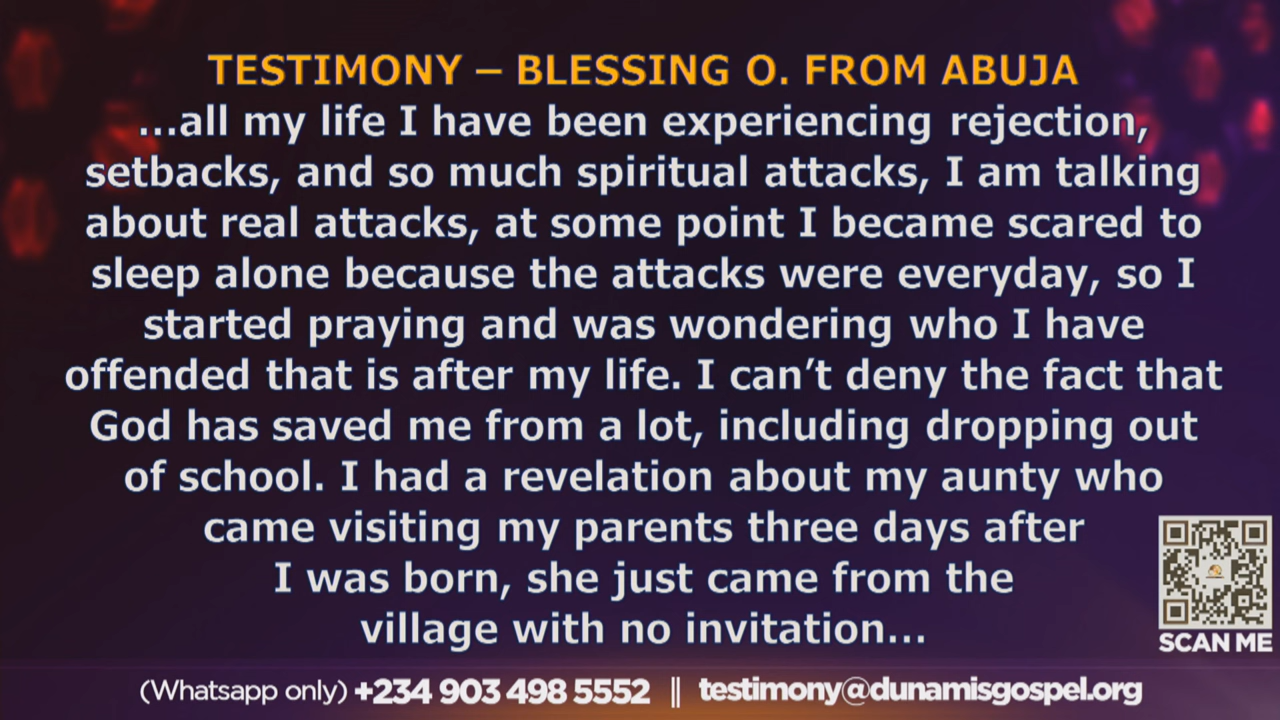 TESTIMONY – BLESSING O. FROM ABUJA
...all my life I have been experiencing rejection,
setbacks, and so much spiritual attacks, I am talking
about real attacks, at some point I became scared to
sleep alone because the attacks were everyday, so I
started praying and was wondering who I have
offended that is after my life. I can’t deny the fact that
God has saved me from a lot, including dropping out
of school. I had a revelation about my aunty who
came visiting my parents three days after
I was born, she just came from the
village with no invitation...
SCAN ME
(Whatsapp only) +234 903 498 5552 || testimony@dunamisgospel.org